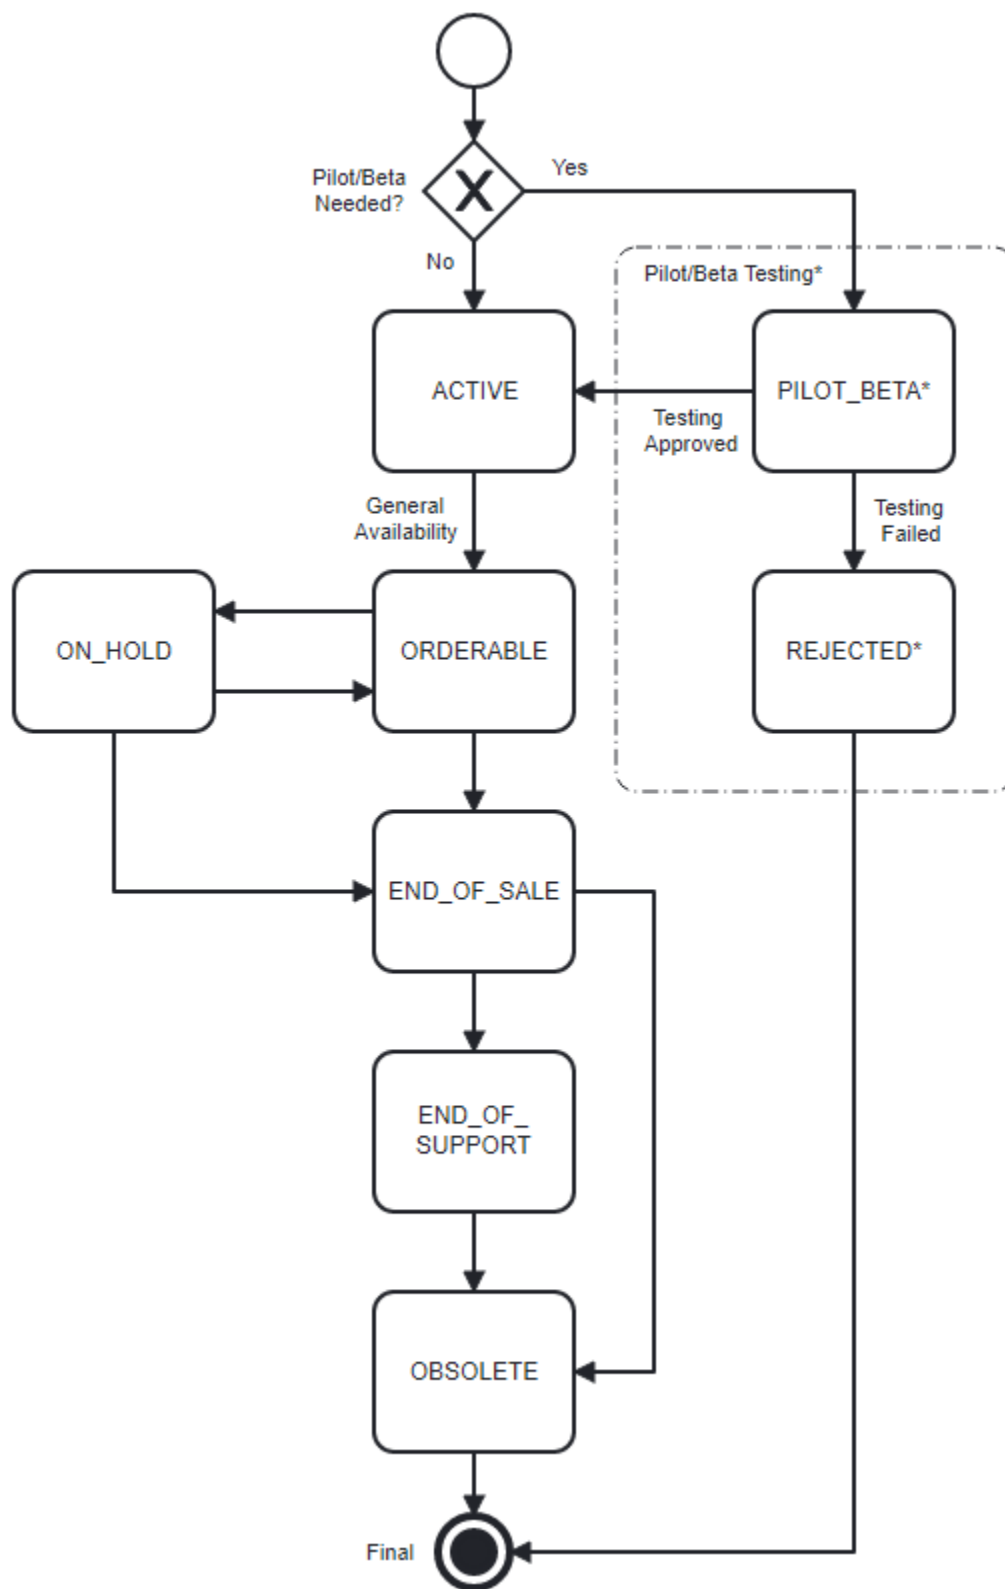 Pilot/Beta
Needed?
Yes
No
Pilot/Beta Testing*
ACTIVE
PILOT_BETA*
Testing
Approved
General
Availability
Testing
Failed
ON_HOLD
ORDERABLE
REJECTED*
END_OF_SALE
END_OF_
SUPPORT
OBSOLETE
Final